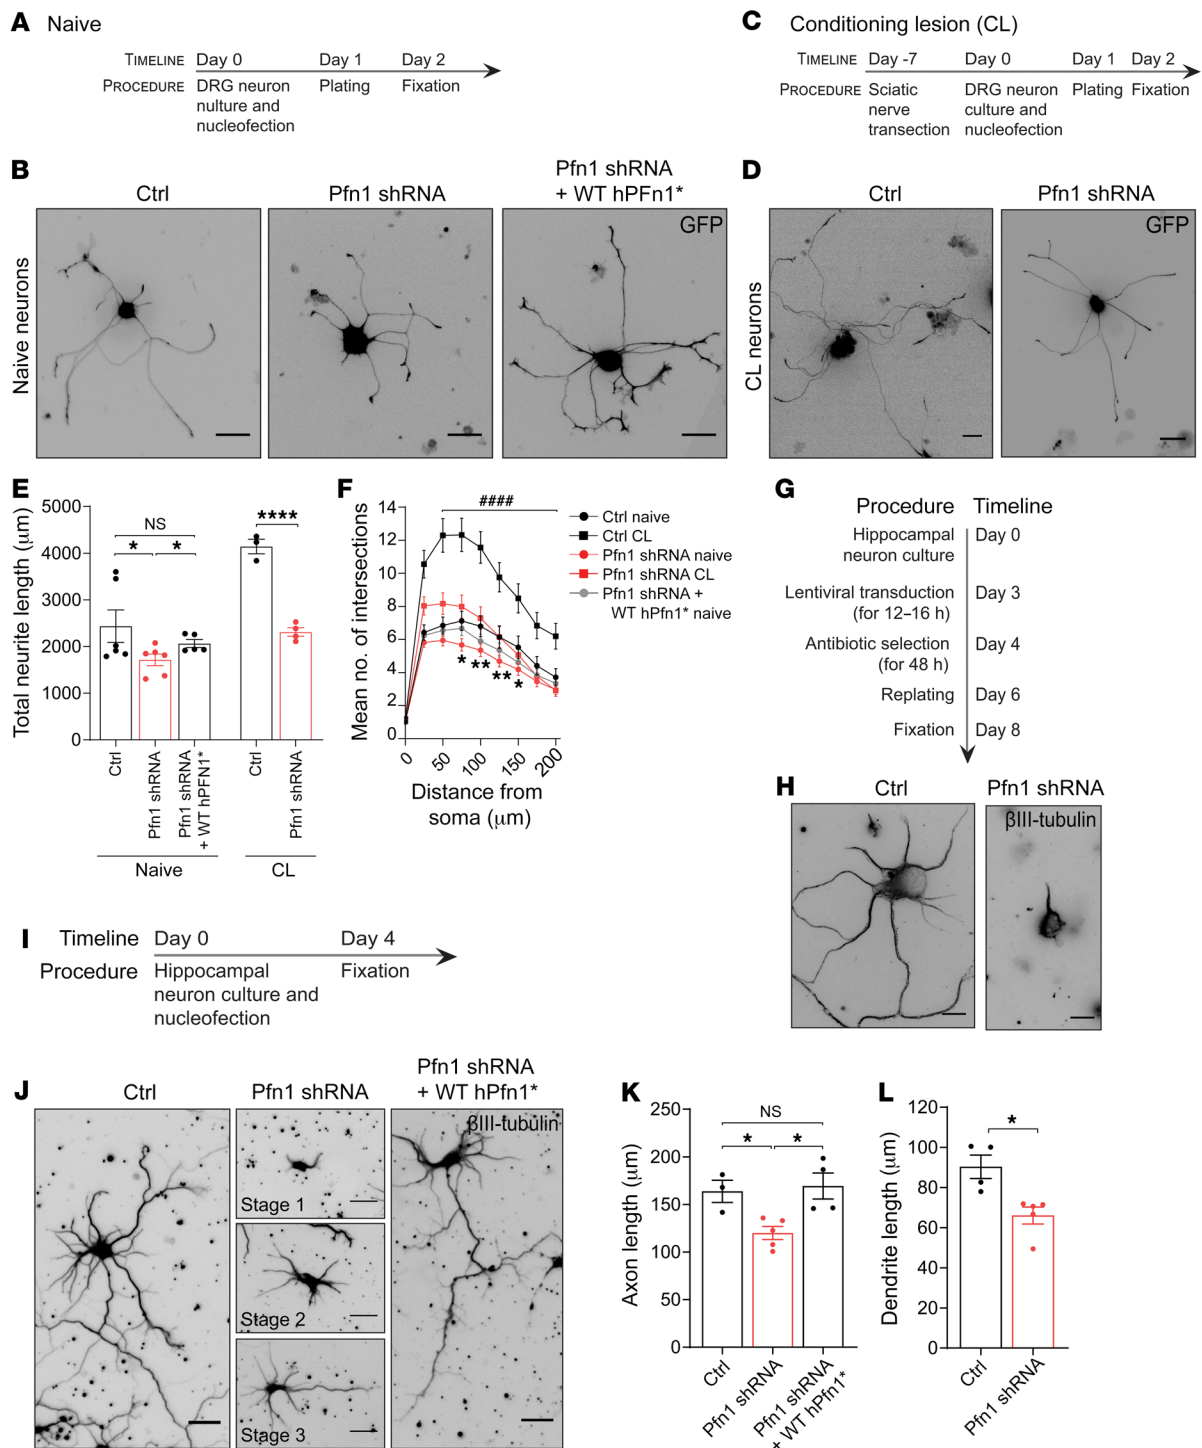 A Naive
TIMELINE Day 0 Day 1 Day 2
PROCEDURE DRG neuron Plating Fixation
nulture and
nucleofection
C Conditioning lesion (CL)
TIMELINE Day -7 Day 0 Day 1 Day 2
PROCEDURE Sciatic DRG neuron Plating Fixation
nerve culture and
transection nucleofection
B
Ctrl Pfn1 shRNA Pfn1 shRNA
+ WT hPFn1*
GFP
Naive neurons
D
Ctrl Pfn1 shRNA
GFP
CL neurons
E
Total neurite length (μm)
5000
4000
3000
2000
1000
0
NS
* *
****
Ctrl
Pfn1 shRNA
Pfn1 shRNA
+ WT hPFN1*
Ctrl
Pfn1 shRNA
Naive CL
F
Mean no. of intersections
14
12
10
8
6
4
2
0
####
* ** ** *
0 50 100 150 200
Distance from
soma (μm)
Ctrl naive
Ctrl CL
Pfn1 shRNA naive
Pfn1 shRNA CL
Pfn1 shRNA +
WT hPfn1* naive
G
Procedure Timeline
Hippocampal Day 0
neuron culture
Lentiviral transduction Day 3
(for 12–16 h)
Antibiotic selection Day 4
(for 48 h)
Replating Day 6
Fixation Day 8
H
Ctrl Pfn1 shRNA
βIII-tubulin
I
Timeline Day 0 Day 4
Procedure Hippocampal Fixation
neuron culture and
nucleofection
J
Ctrl Pfn1 shRNA Pfn1 shRNA
+ WT hPfn1*
βIII-tubulin
Stage 1
Stage 2
Stage 3
K
Axon length (μm)
250
200
150
100
50
0
NS
* *
Ctrl
Pfn1 shRNA
Pfn1 shRNA
+ WT hPfn1*
L
Dendrite length (μm)
120
100
80
60
40
20
0
*
Ctrl
Pfn1 shRNA